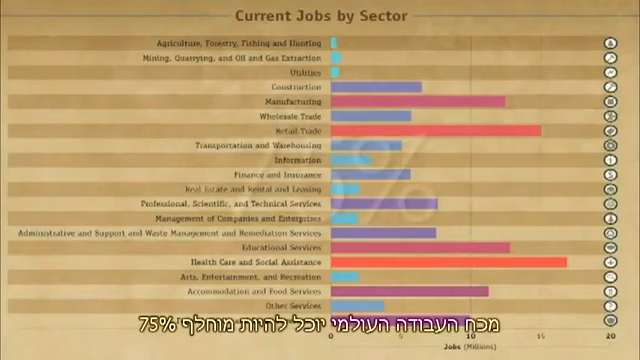 Current Jobs by Sector
Agriculture, Forestry, Fishing and Hunting
Mining, Quarrying, and Oil and Gas Extraction
Utilities
Construction
Manufacturing
Wholesale Trade
Retail Trade
Transportation and Warehousing
Information
Finance and Insurance
Real Estate and Rental and Leasing
Professional, Scientific, and Technical Services
Management of Companies and Enterprises
Administrative and Support and Waste Management and Remediation Services
Educational Services
Health Care and Social Assistance
Arts, Entertainment, and Recreation
Accommodation and Food Services
Other Services
75% מכח העבודה העולמי יוכל להיות מוחלף
15 20
Jobs (Millions)